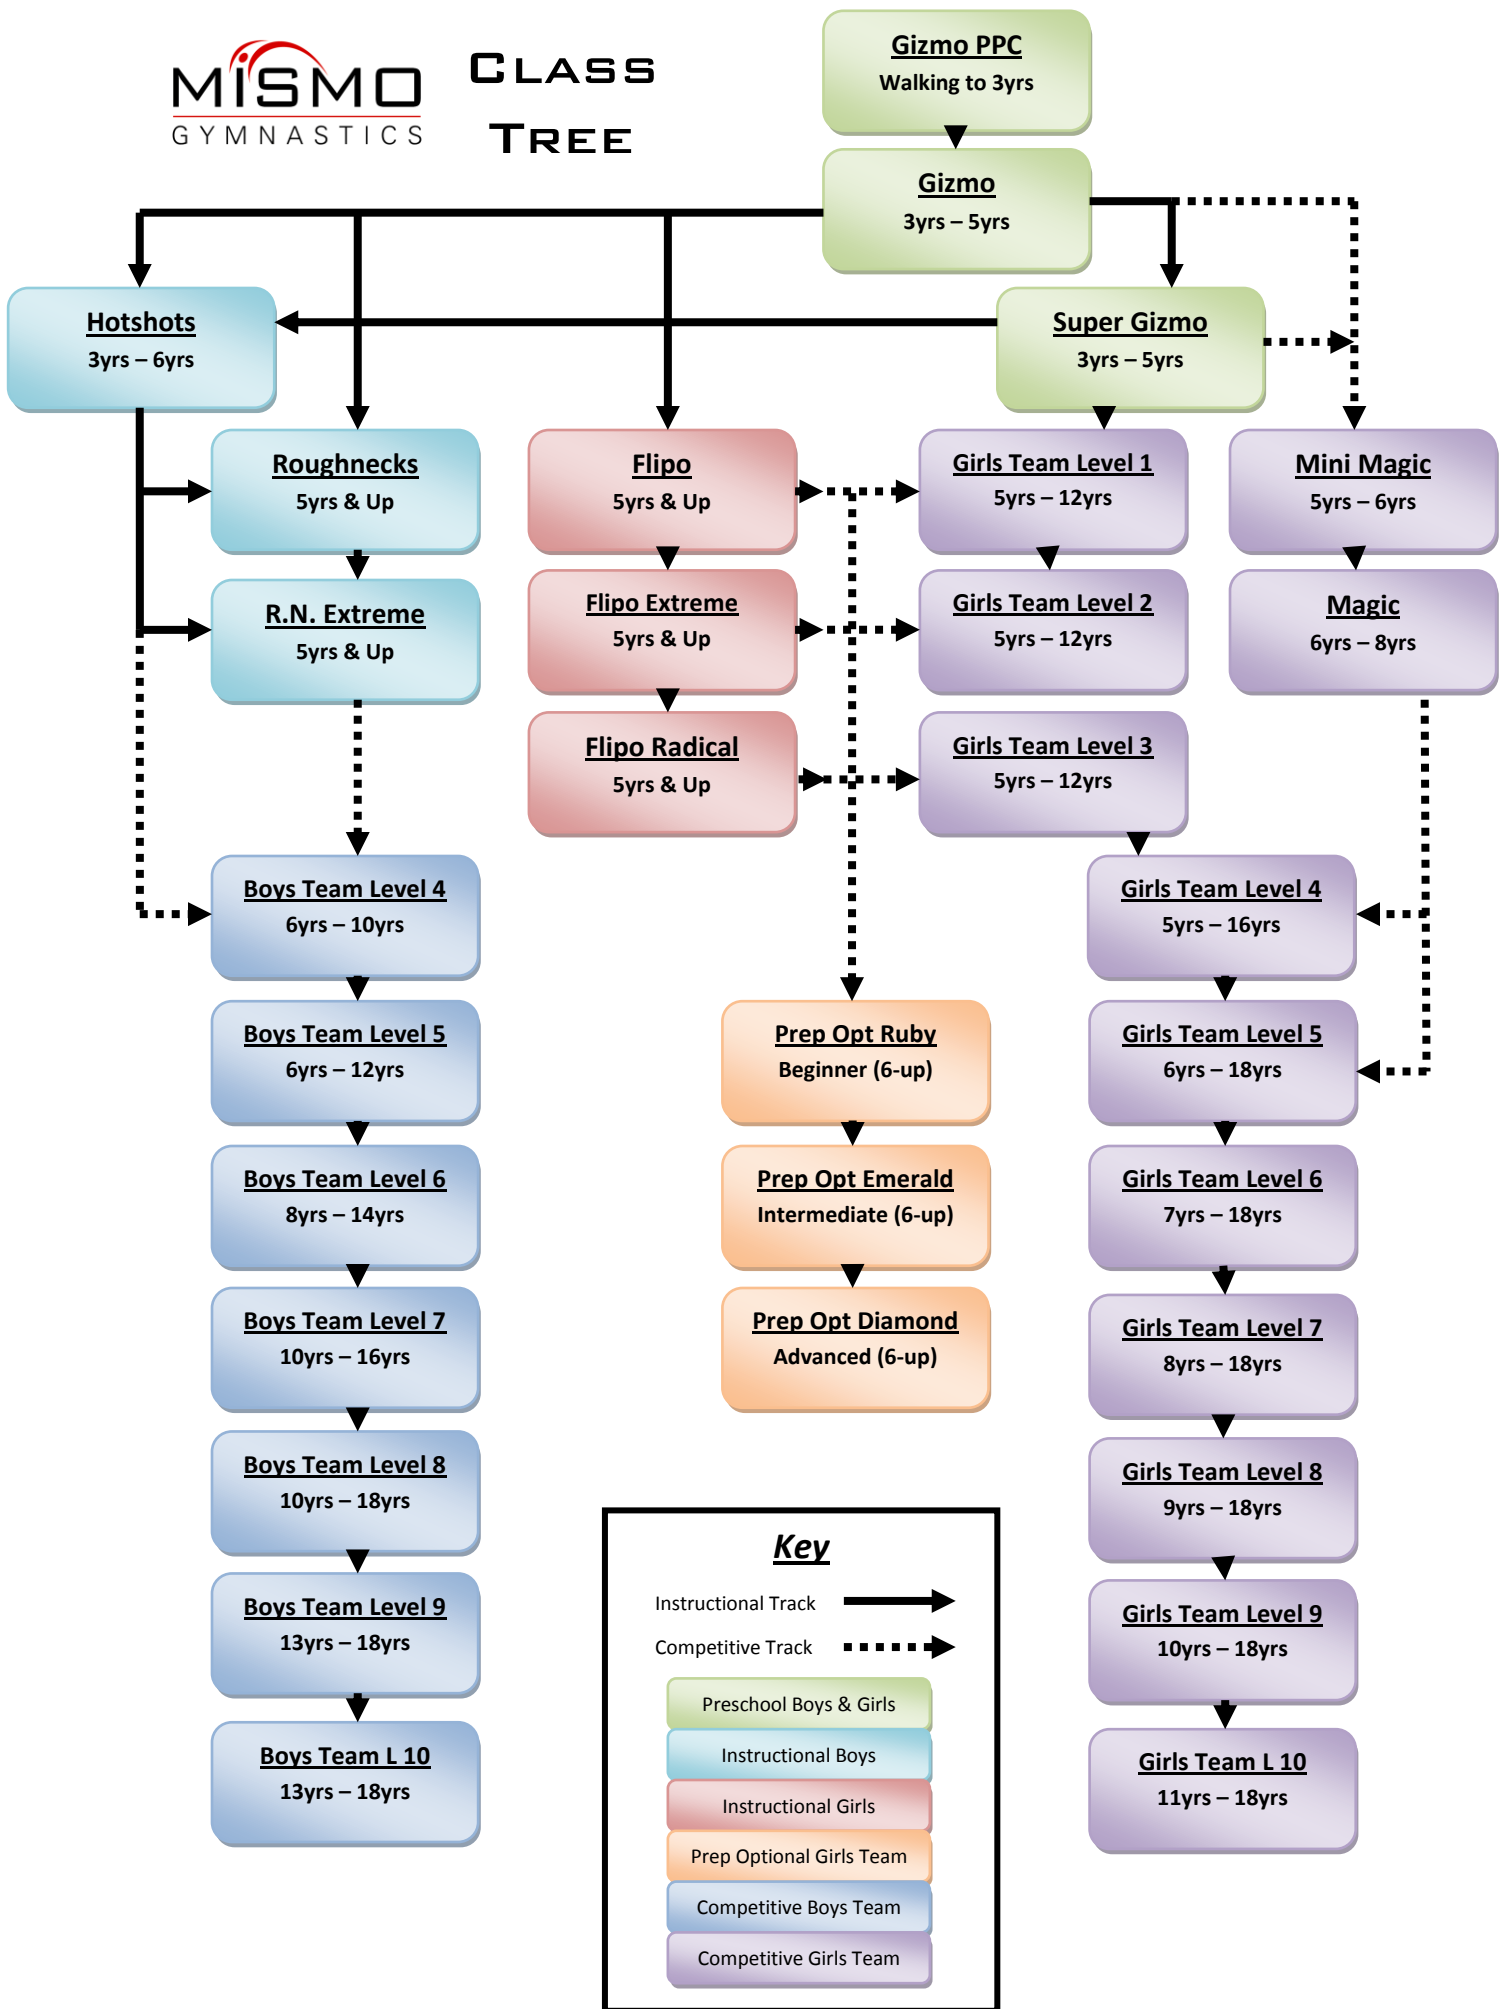 MiSMO
GYMNASTICS
CLASS
TREE
Gizmo PPC
Walking to 3yrs
Gizmo
3yrs – 5yrs
Hotshots
3yrs – 6yrs
Super Gizmo
3yrs – 5yrs
Roughnecks
5yrs & Up
Flipo
5yrs & Up
Girls Team Level 1
5yrs – 12yrs
Mini Magic
5yrs – 6yrs
R.N. Extreme
5yrs & Up
Flipo Extreme
5yrs & Up
Girls Team Level 2
5yrs – 12yrs
Magic
6yrs – 8yrs
Flipo Radical
5yrs & Up
Girls Team Level 3
5yrs – 12yrs
Boys Team Level 4
6yrs – 10yrs
Girls Team Level 4
5yrs – 16yrs
Boys Team Level 5
6yrs – 12yrs
Prep Opt Ruby
Beginner (6-up)
Girls Team Level 5
6yrs – 18yrs
Boys Team Level 6
8yrs – 14yrs
Prep Opt Emerald
Intermediate (6-up)
Girls Team Level 6
7yrs – 18yrs
Boys Team Level 7
10yrs – 16yrs
Prep Opt Diamond
Advanced (6-up)
Girls Team Level 7
8yrs – 18yrs
Boys Team Level 8
10yrs – 18yrs
Girls Team Level 8
9yrs – 18yrs
Boys Team Level 9
13yrs – 18yrs
Girls Team Level 9
10yrs – 18yrs
Boys Team L 10
13yrs – 18yrs
Girls Team L 10
11yrs – 18yrs
Key
Instructional Track
Competitive Track
Preschool Boys & Girls
Instructional Boys
Instructional Girls
Prep Optional Girls Team
Competitive Boys Team
Competitive Girls Team